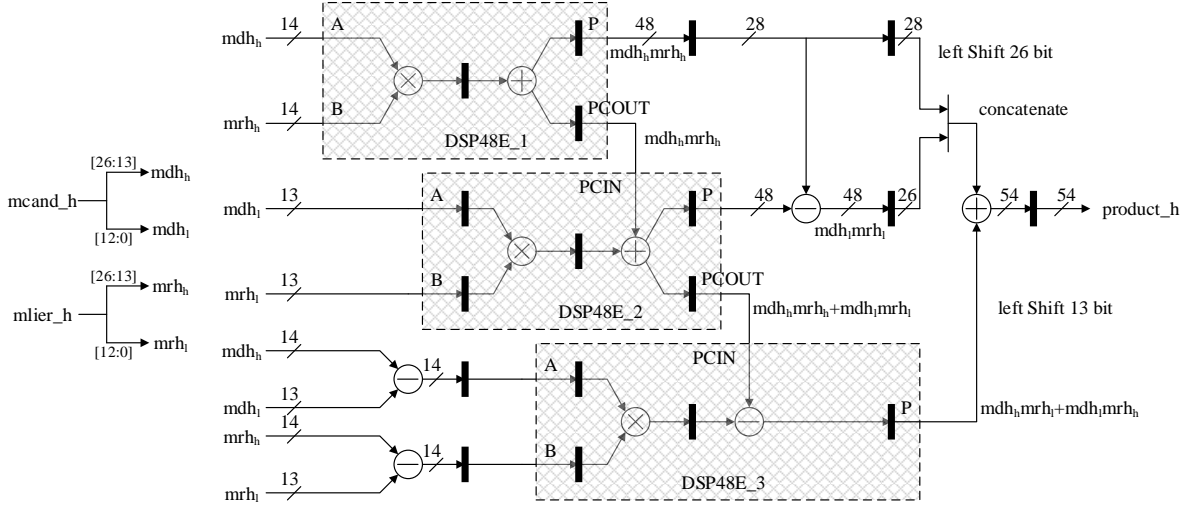 mdhₕ 14 A P 48 28 28
mdhₕmrhₕ left Shift 26 bit
mrhₕ 14 B PCOUT concatenate
DSP48E_1 mdhₕmrhₕ
[26:13] mdhₕ
mcand_h
[12:0] mdhₗ
PCIN
mdhₗ 13 A P 48 48 26 54 54
mdhₗmrhₗ product_h
[26:13] mrhₕ
mlier_h
[12:0] mrhₗ
mrhₗ 13 B PCOUT
DSP48E_2 mdhₕmrhₕ+mdhₗmrhₗ left Shift 13 bit
mdhₕ 14
PCIN
14 A
mdhₗ 13
mrhₕ 14
P mdhₕmrhₗ+mdhₗmrhₕ
14 B
mrhₗ 13
DSP48E_3